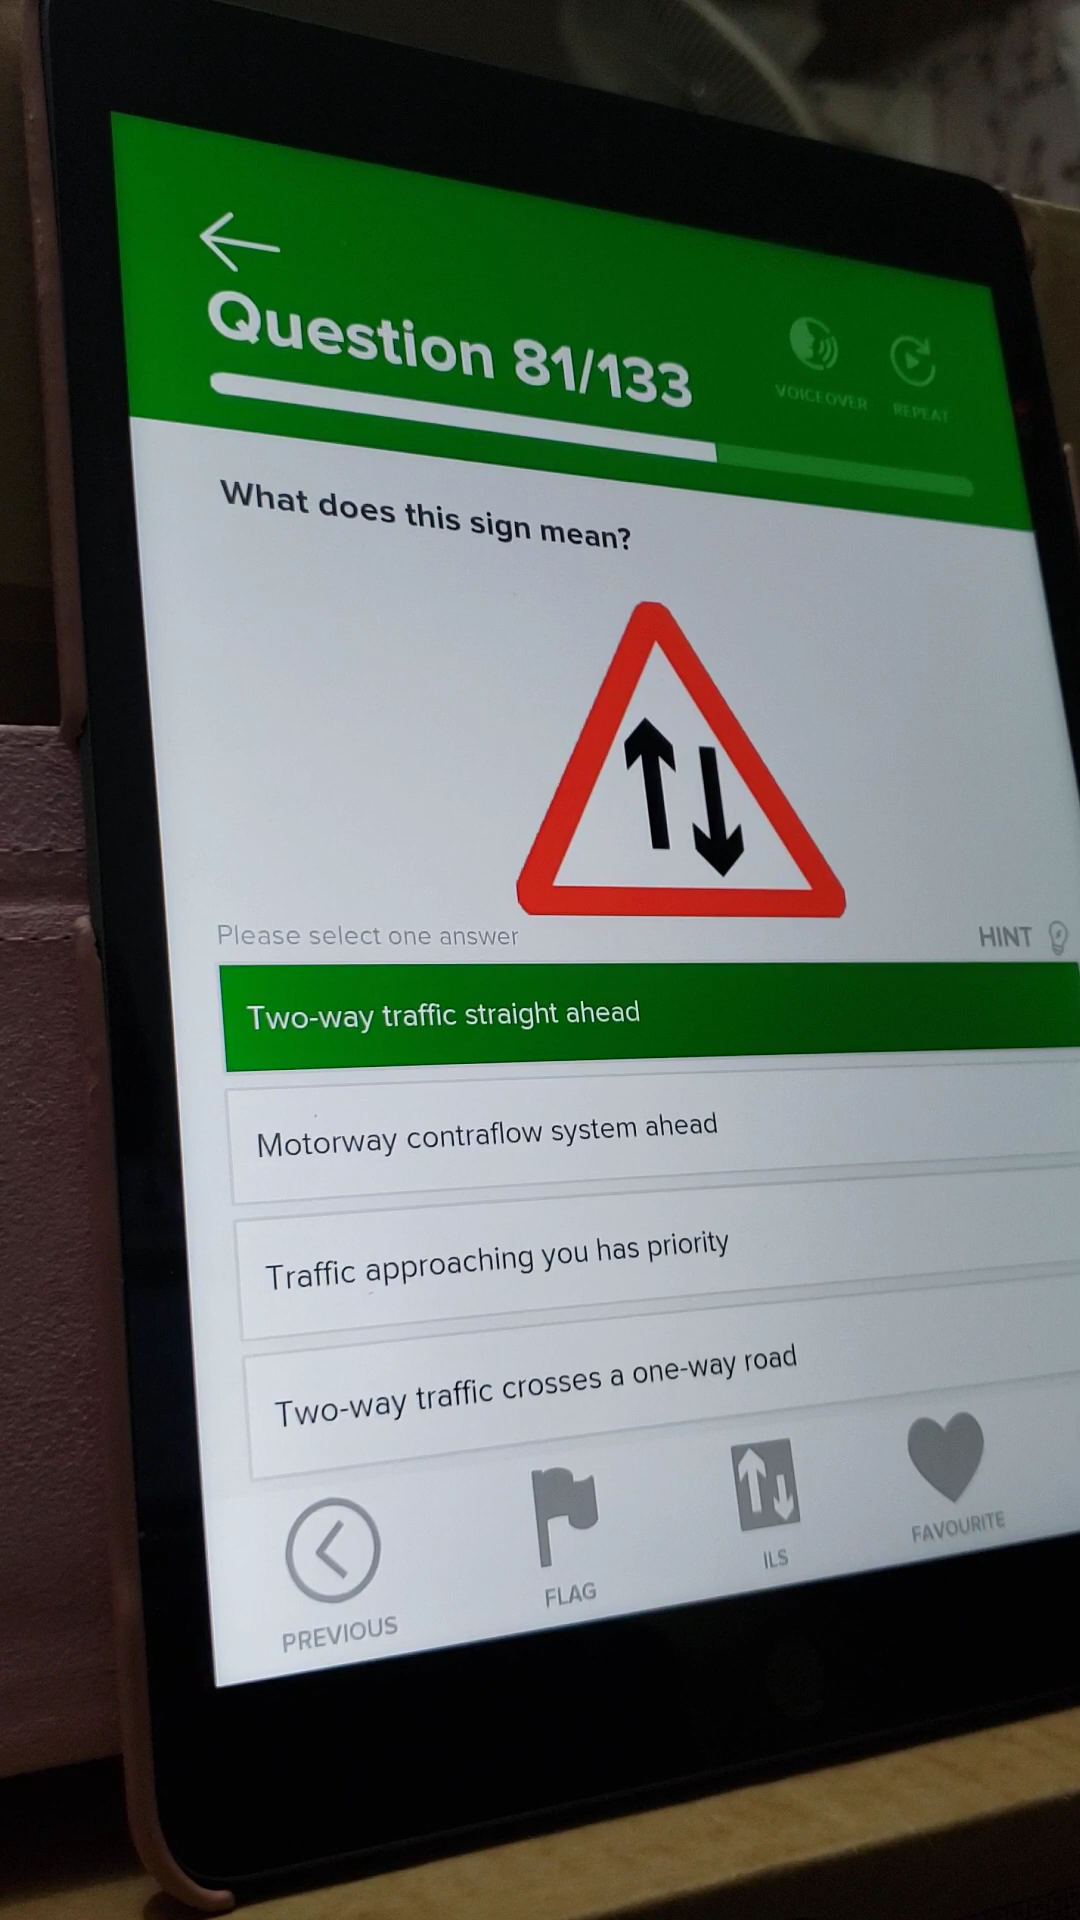 Question 81/133
VOICEOVER
REPEAT
What does this sign mean?
Please select one answer
HINT
Two-way traffic straight ahead
Motorway contraflow system ahead
Traffic approaching you has priority
Two-way traffic crosses a one-way road
PREVIOUS
FLAG
ILS
FAVOURITE